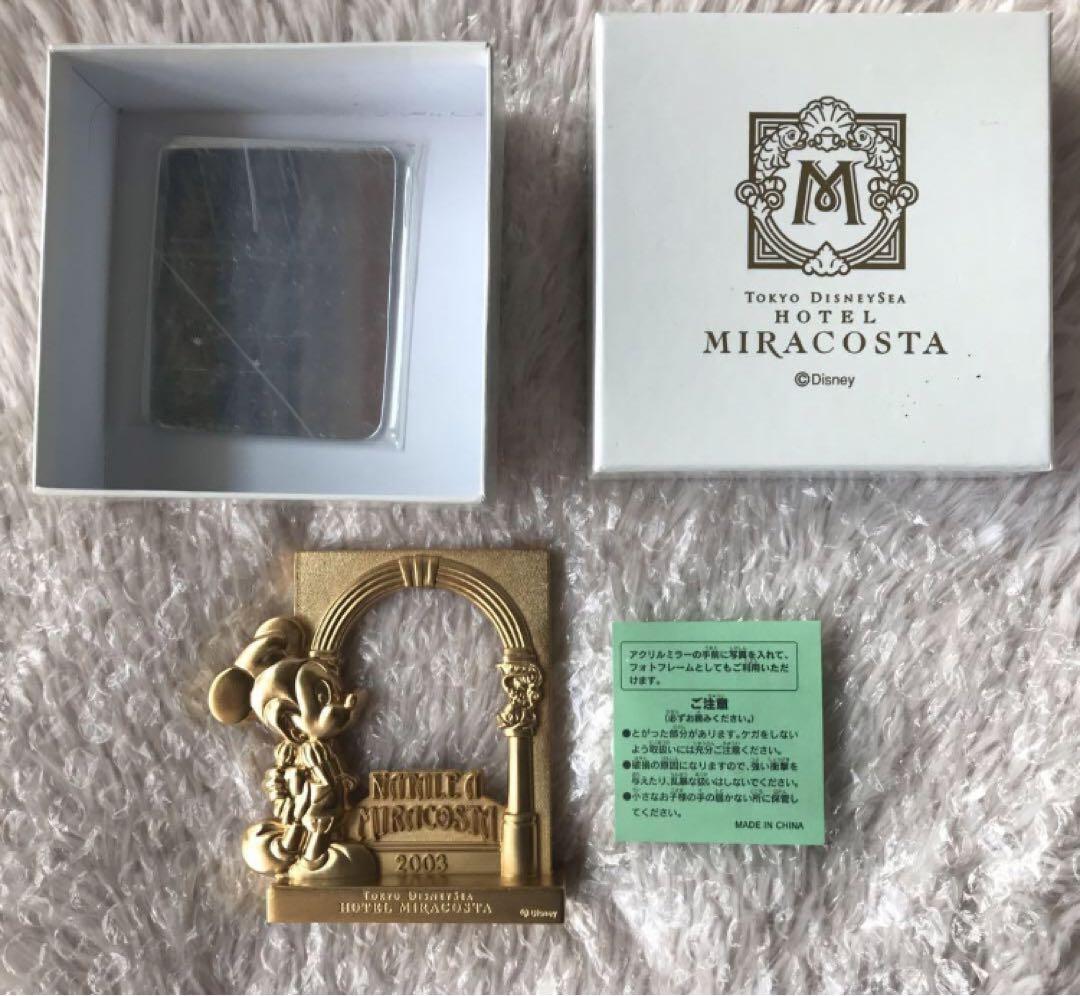 M
TOKYO DISNEYSEA
HOTEL
MIRACOSTA
©Disney
NATALE A
MIRACOSTA
2003
TOKYO DISNEYSEA
HOTEL MIRACOSTA
©Disney
アクリルミラーの手前に写真を入れて、
フォトフレームとしてもご利用いただ
けます。
ご注意
(必ずお読みください。)
●とがった部分があります。ケガをしない
よう取扱いには充分ご注意ください。
●破損の原因になりますので、強い衝撃を
与えたり、乱暴な扱いはしないでください。
●小さなお子様の手の届かない所に保管し
てください。
MADE IN CHINA